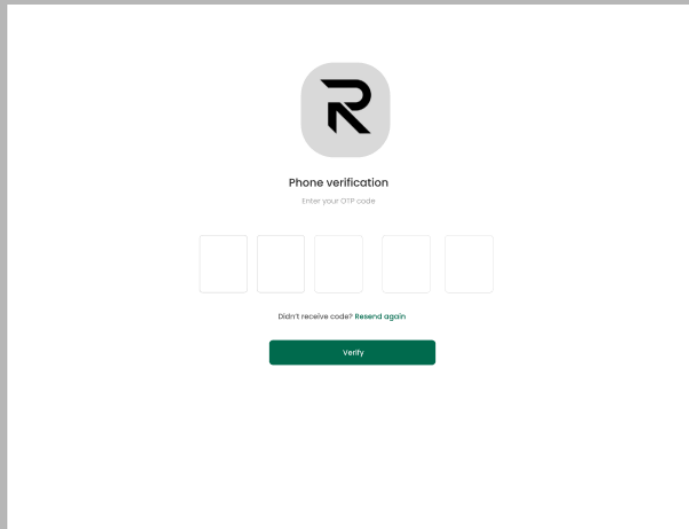 R
Phone verification
Enter your OTP code
Didn't receive code? Resend again
Verify